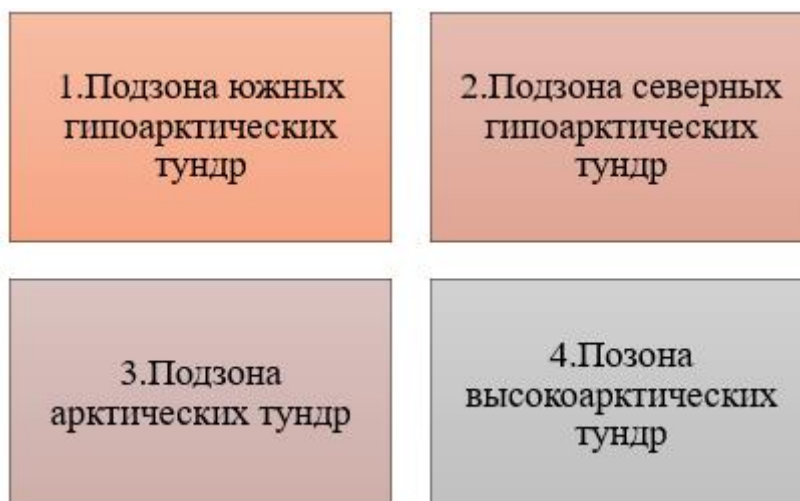 1.Подзона южных
гипоарктических
тундр
2.Подзона северных
гипоарктических
тундр
3.Подзона
арктических тундр
4.Позона
высокоарктических
тундр